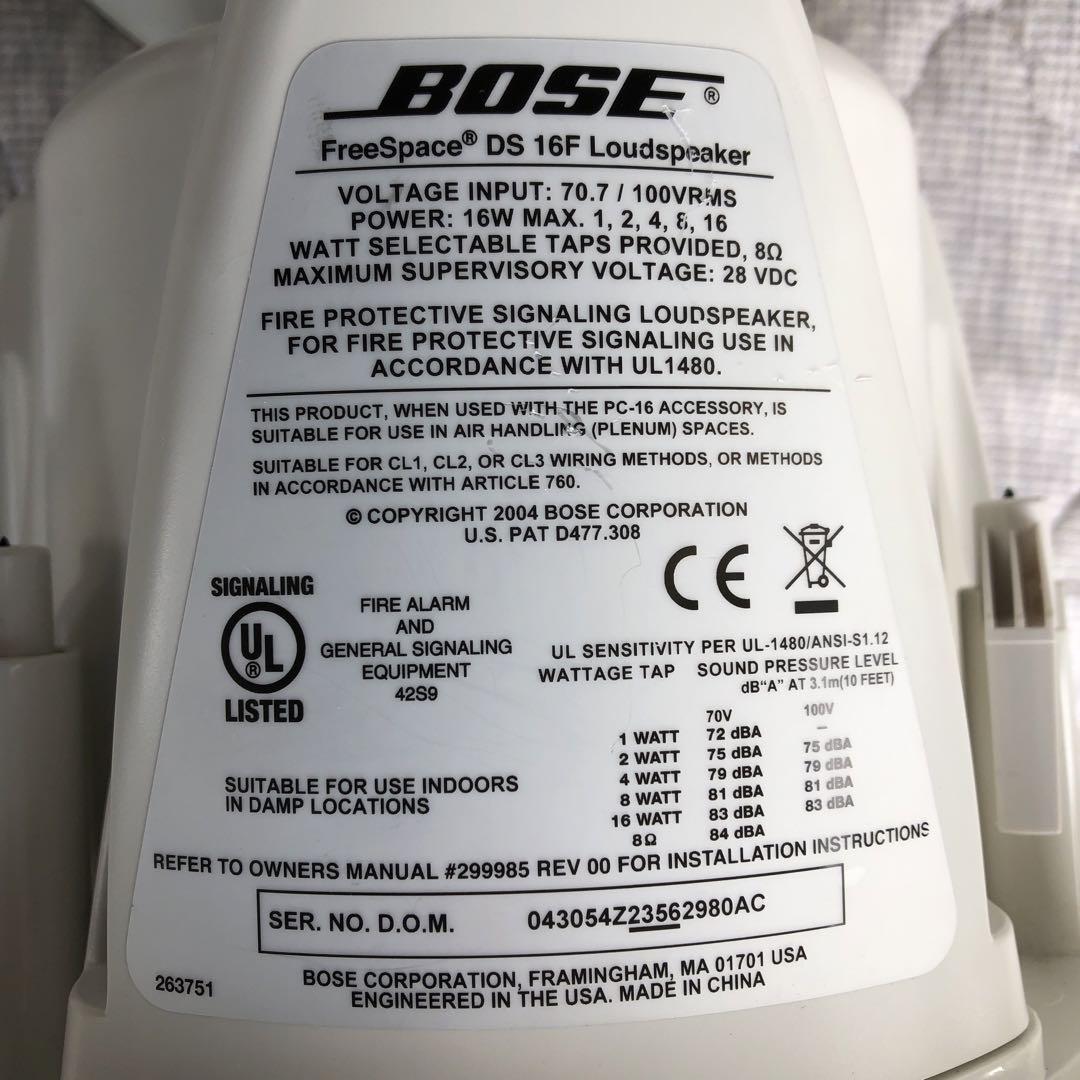 BOSE®
FreeSpace® DS 16F Loudspeaker
VOLTAGE INPUT: 70.7 / 100VRMS
POWER: 16W MAX. 1, 2, 4, 8, 16
WATT SELECTABLE TAPS PROVIDED, 8Ω
MAXIMUM SUPERVISORY VOLTAGE: 28 VDC
FIRE PROTECTIVE SIGNALING LOUDSPEAKER,
FOR FIRE PROTECTIVE SIGNALING USE IN
ACCORDANCE WITH UL1480.
THIS PRODUCT, WHEN USED WITH THE PC-16 ACCESSORY, IS
SUITABLE FOR USE IN AIR HANDLING (PLENUM) SPACES.
SUITABLE FOR CL1, CL2, OR CL3 WIRING METHODS, OR METHODS
IN ACCORDANCE WITH ARTICLE 760.
© COPYRIGHT 2004 BOSE CORPORATION
U.S. PAT D477.308
CE
SIGNALING
UL®
LISTED
FIRE ALARM
AND
GENERAL SIGNALING
EQUIPMENT
42S9
UL SENSITIVITY PER UL-1480/ANSI-S1.12
WATTAGE TAP SOUND PRESSURE LEVEL
dB"A" AT 3.1m(10 FEET)
70V 100V
1 WATT 72 dBA –
2 WATT 75 dBA 75 dBA
4 WATT 79 dBA 79 dBA
8 WATT 81 dBA 81 dBA
16 WATT 83 dBA 83 dBA
8Ω 84 dBA
SUITABLE FOR USE INDOORS
IN DAMP LOCATIONS
REFER TO OWNERS MANUAL #299985 REV 00 FOR INSTALLATION INSTRUCTIONS
SER. NO. D.O.M. 043054Z23562980AC
263751
BOSE CORPORATION, FRAMINGHAM, MA 01701 USA
ENGINEERED IN THE USA. MADE IN CHINA